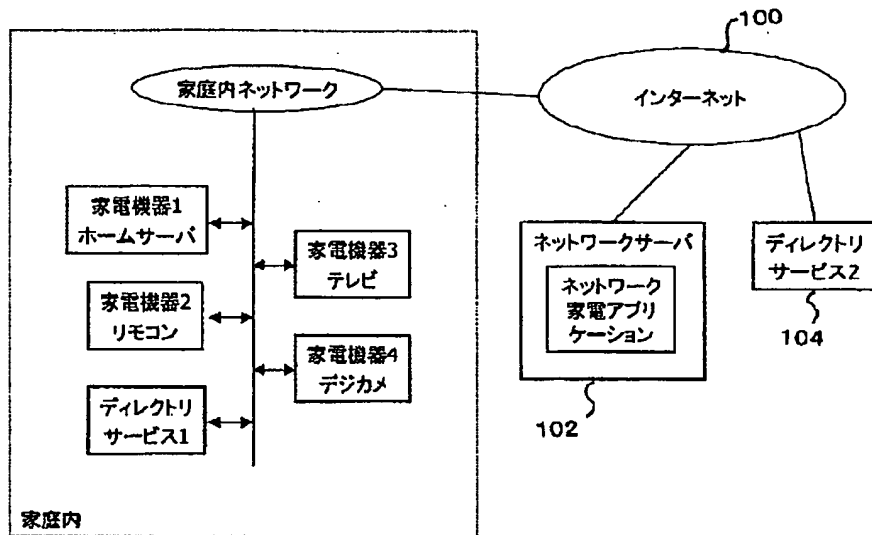 100
家庭内ネットワーク
インターネット
家電機器1
ホームサーバ
家電機器3
テレビ
家電機器2
リモコン
家電機器4
デジカメ
ディレクトリ
サービス1
家庭内
ネットワークサーバ
ネットワーク
家電アプリ
ケーション
102
ディレクトリ
サービス2
104